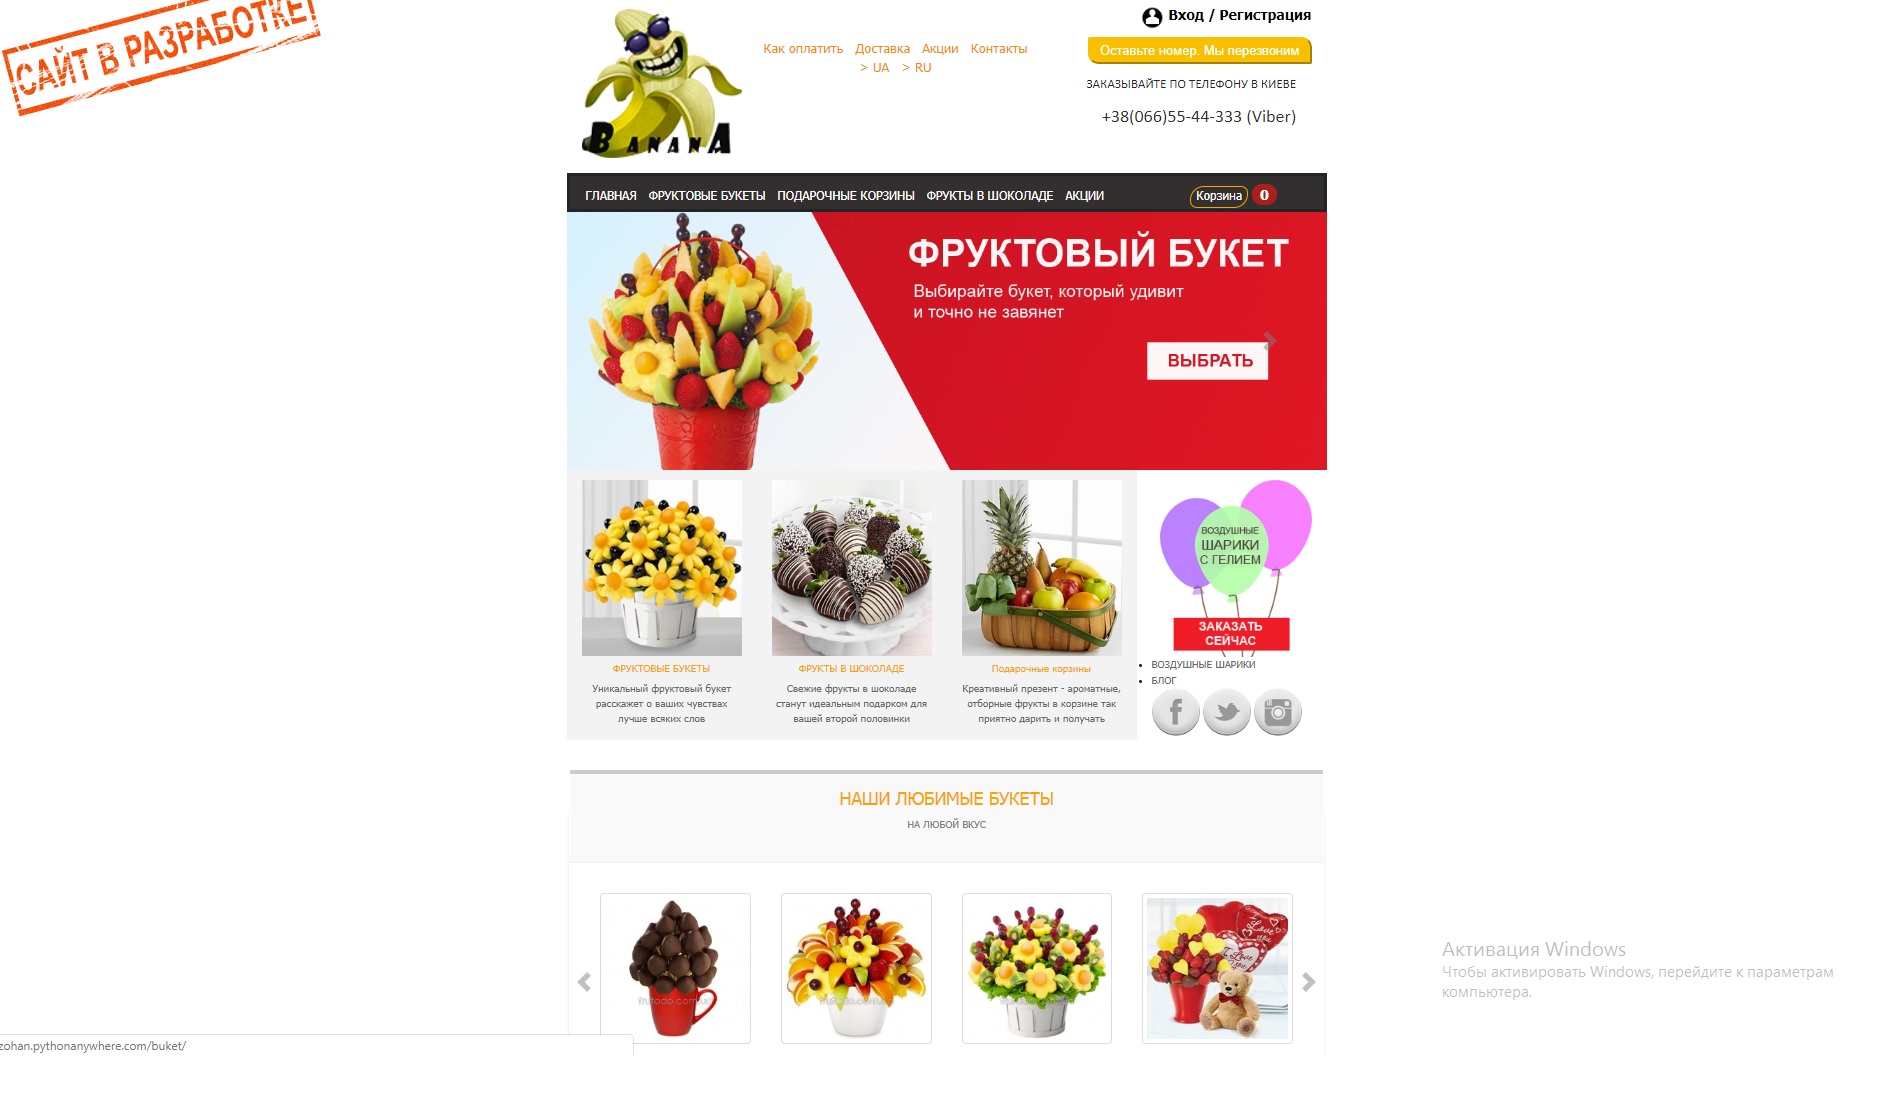 САЙТ В РАЗРАБОТКЕ!
Вход / Регистрация
Как оплатить Доставка Акции Контакты
> UA > RU
Оставьте номер. Мы перезвоним
ЗАКАЗЫВАЙТЕ ПО ТЕЛЕФОНУ В КИЕВЕ
+38(066)55-44-333 (Viber)
BANANA
ГЛАВНАЯ ФРУКТОВЫЕ БУКЕТЫ ПОДАРОЧНЫЕ КОРЗИНЫ ФРУКТЫ В ШОКОЛАДЕ АКЦИИ Корзина 0
ФРУКТОВЫЙ БУКЕТ
Выбирайте букет, который удивит
и точно не завянет
ВЫБРАТЬ
ФРУКТОВЫЕ БУКЕТЫ
Уникальный фруктовый букет
расскажет о ваших чувствах
лучше всяких слов
ФРУКТЫ В ШОКОЛАДЕ
Свежие фрукты в шоколаде
станут идеальным подарком для
вашей второй половинки
Подарочные корзины
Креативный презент - ароматные,
отборные фрукты в корзине так
приятно дарить и получать
ВОЗДУШНЫЕ
ШАРИКИ
С ГЕЛИЕМ
ЗАКАЗАТЬ
СЕЙЧАС
ВОЗДУШНЫЕ ШАРИКИ
БЛОГ
НАШИ ЛЮБИМЫЕ БУКЕТЫ
НА ЛЮБОЙ ВКУС
frutado.com.ua
I Love You
Активация Windows
Чтобы активировать Windows, перейдите к параметрам
компьютера.
zohan.pythonanywhere.com/buket/